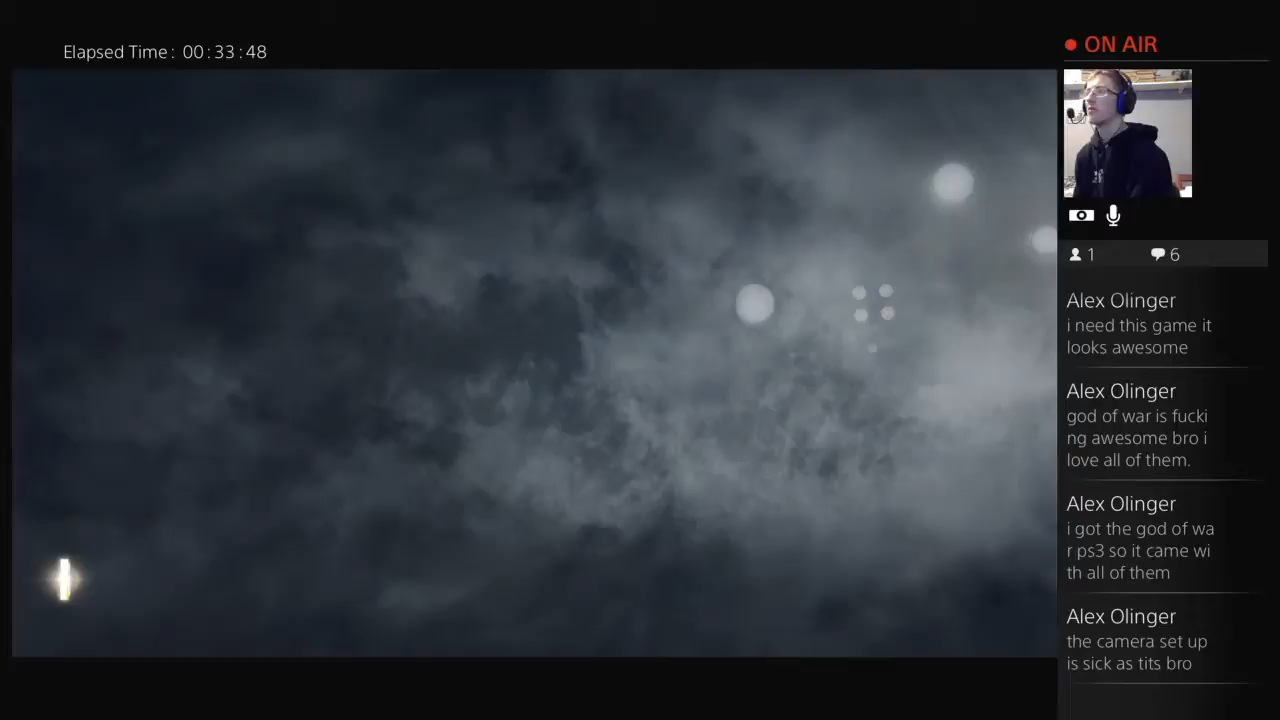 Elapsed Time: 00:33:48
ON AIR
1 6
Alex Olinger
i need this game it
looks awesome
Alex Olinger
god of war is fucki
ng awesome bro i
love all of them.
Alex Olinger
i got the god of wa
r ps3 so it came wi
th all of them
Alex Olinger
the camera set up
is sick as tits bro